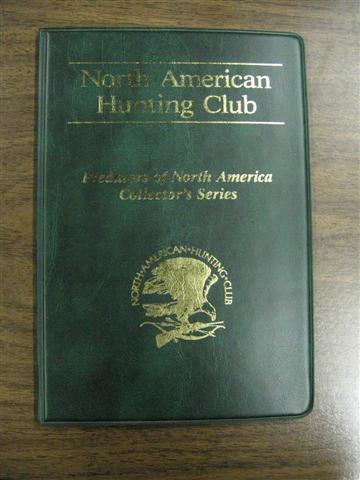 North American
Hunting Club
Predators of North America
Collector's Series
NORTH·AMERICAN·HUNTING·CLUB